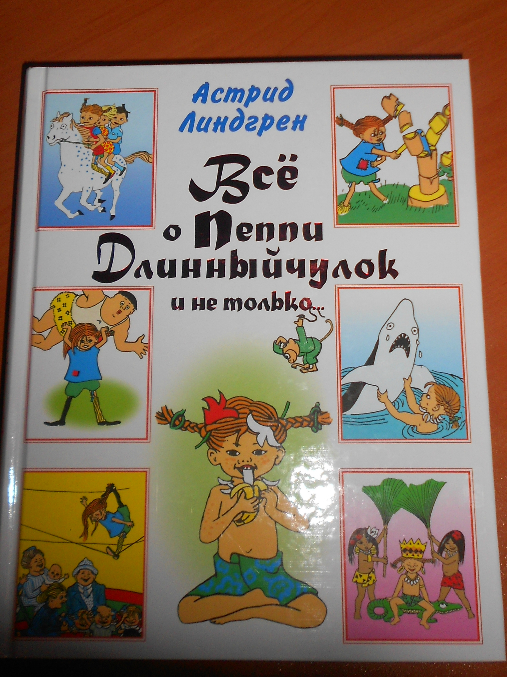 Астрид
Линдгрен
Всё
о Пеппи
Длинныйчулок
и не только...